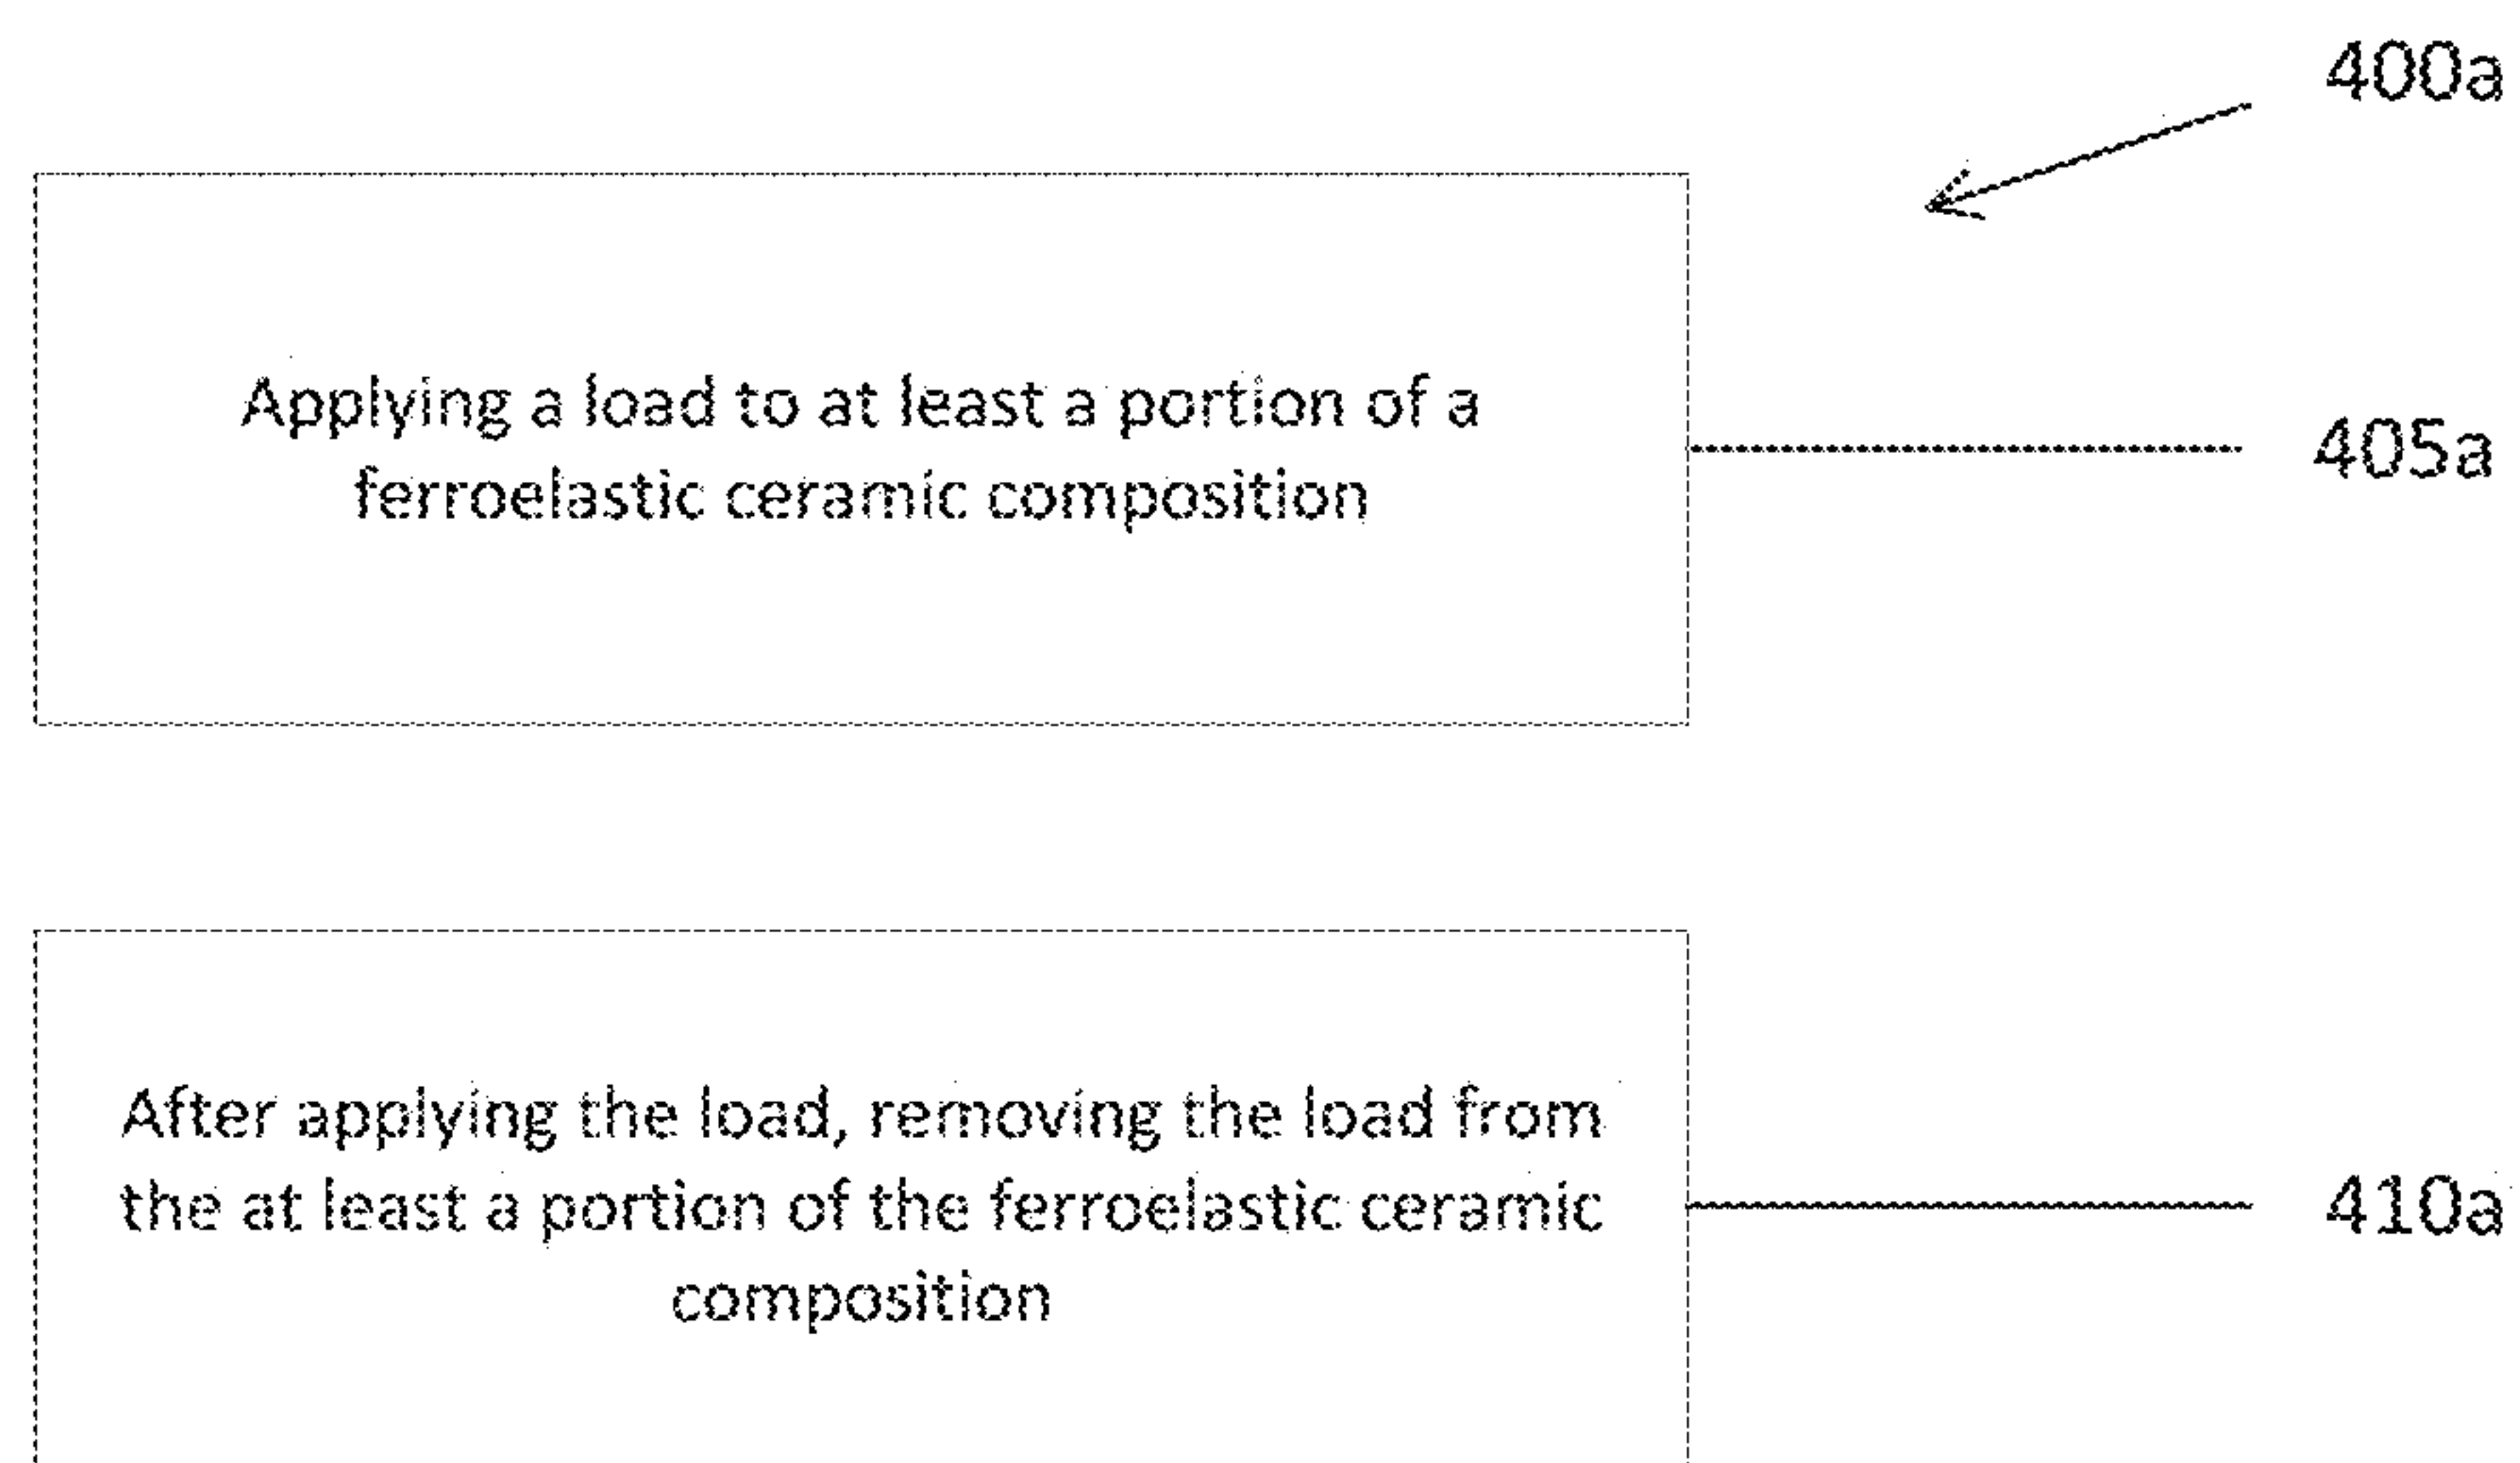 400a
Applying a load to at least a portion of a
ferroelastic ceramic composition
405a
After applying the load, removing the load from
the at least a portion of the ferroelastic ceramic
composition
410a